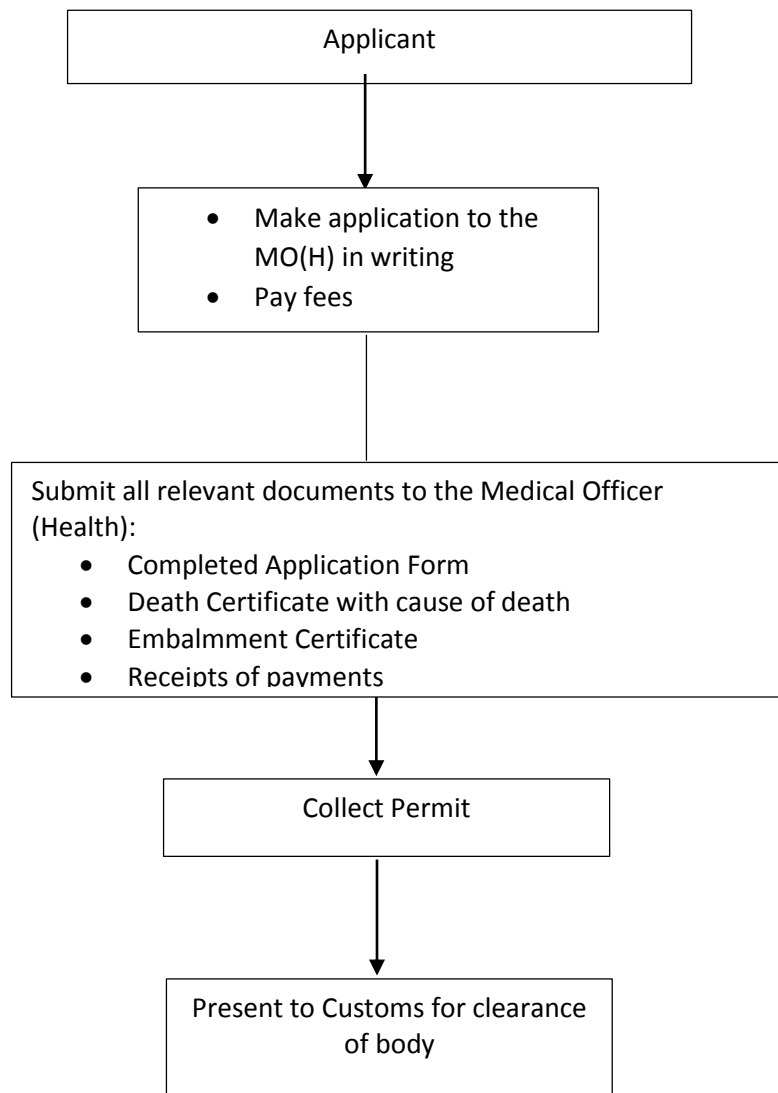 Applicant
• Make application to the
MO(H) in writing
• Pay fees
Submit all relevant documents to the Medical Officer
(Health):
• Completed Application Form
• Death Certificate with cause of death
• Embalmment Certificate
• Receipts of payments
Collect Permit
Present to Customs for clearance
of body